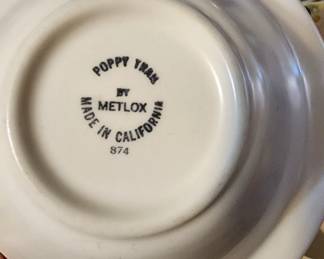 POPPY TRAIL
BY
METLOX
MADE IN CALIFORNIA
874